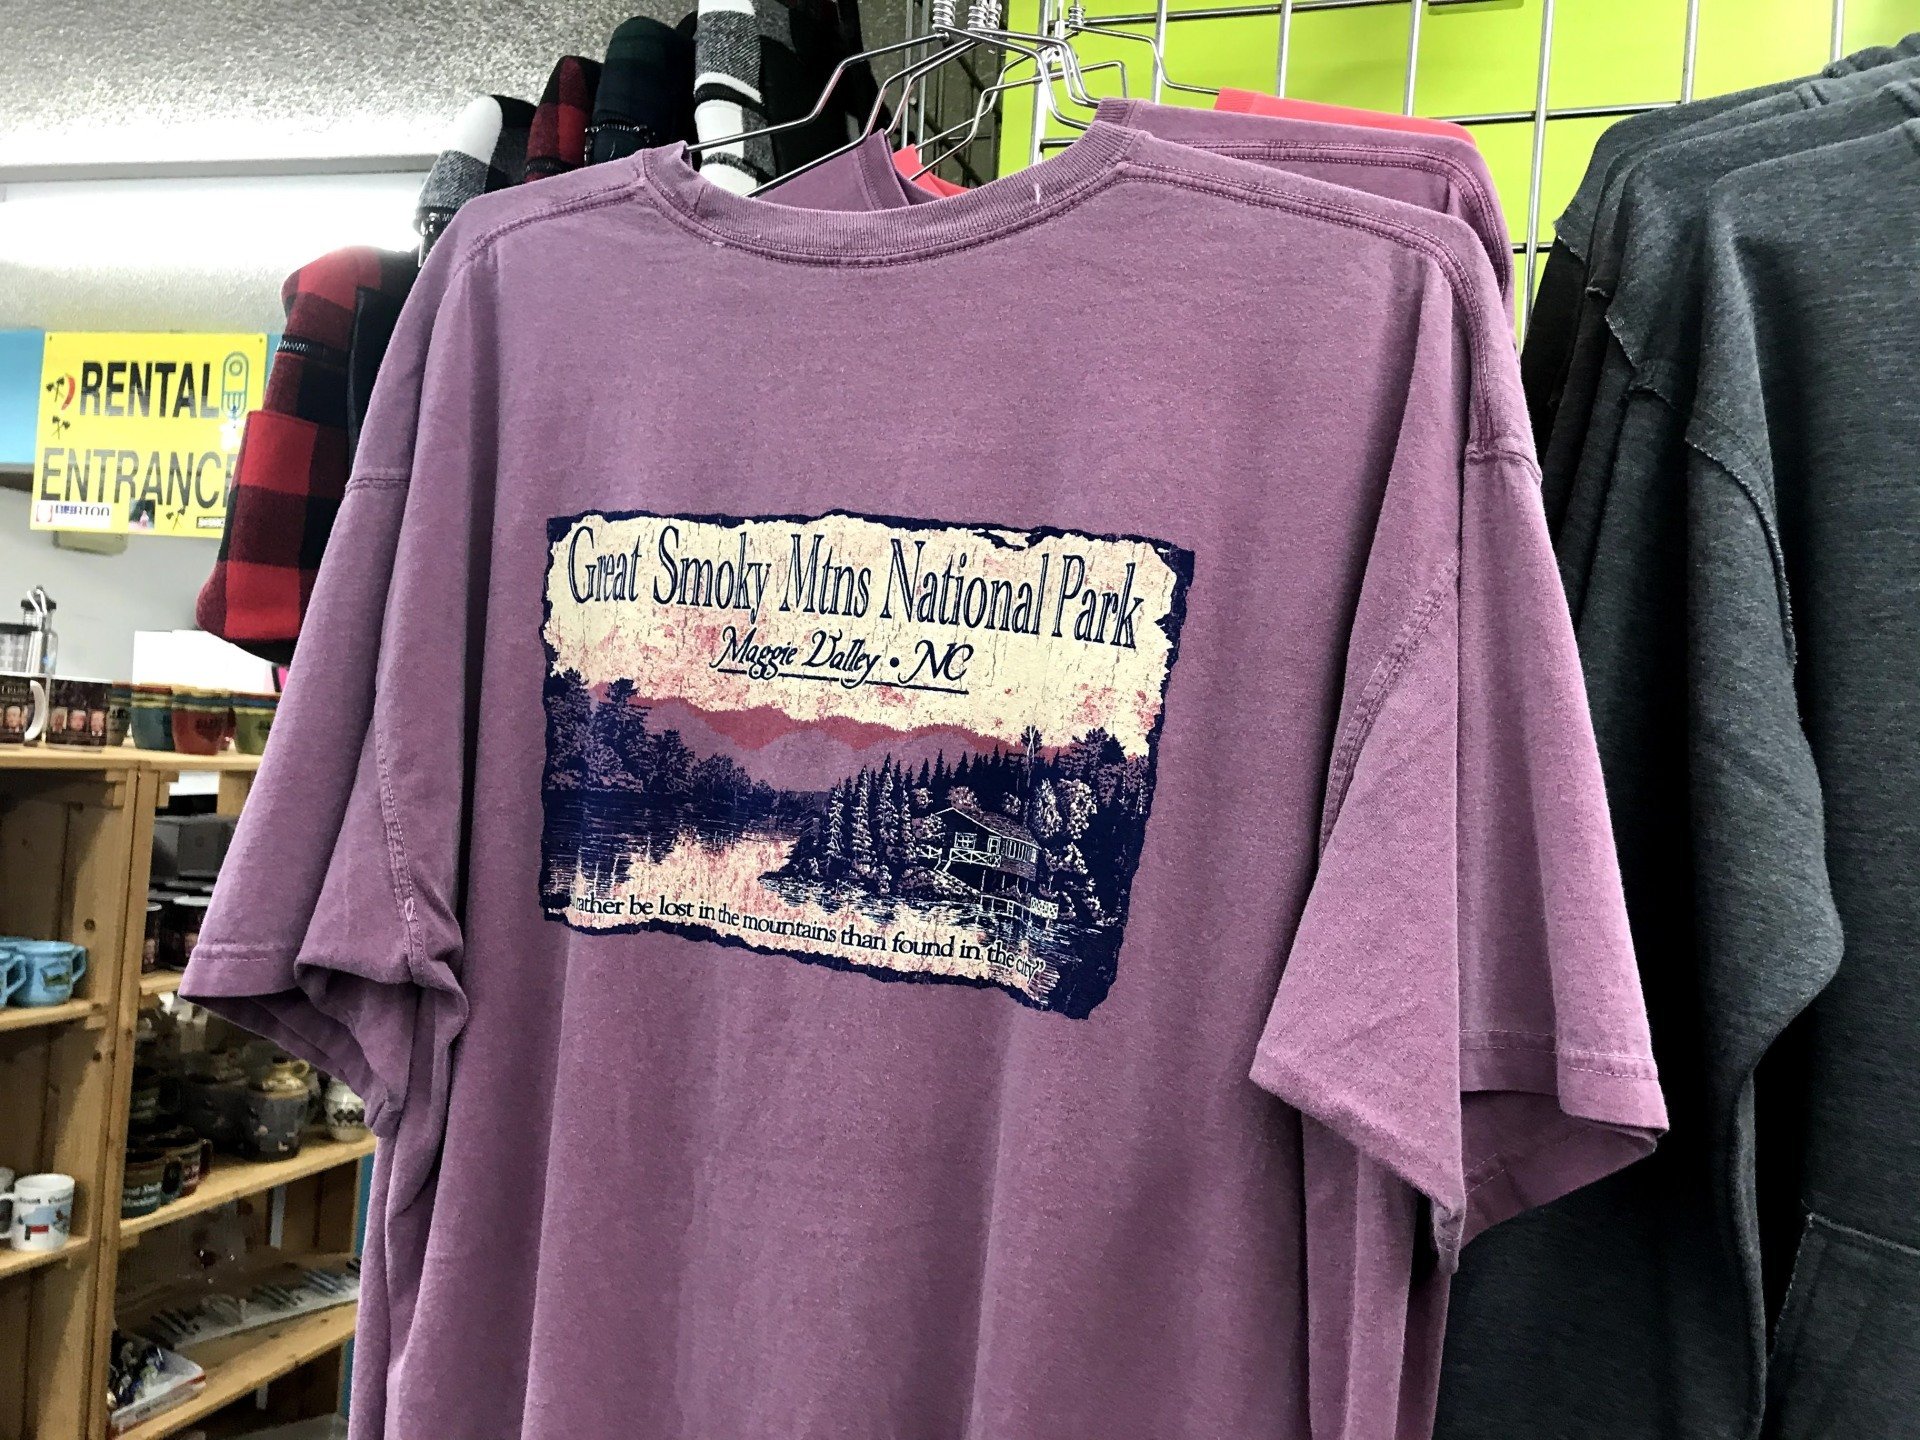 RENTAL
ENTRANCE
BURTON
Great Smoky Mtns National Park
Maggie Valley • NC
rather be lost in the mountains than found in the city"